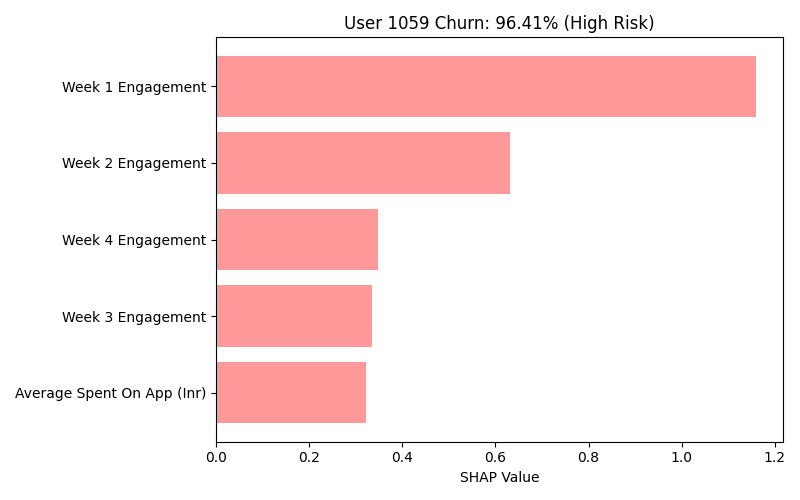 User 1059 Churn: 96.41% (High Risk)
Week 1 Engagement
Week 2 Engagement
Week 4 Engagement
Week 3 Engagement
Average Spent On App (Inr)
0.0 0.2 0.4 0.6 0.8 1.0 1.2
SHAP Value